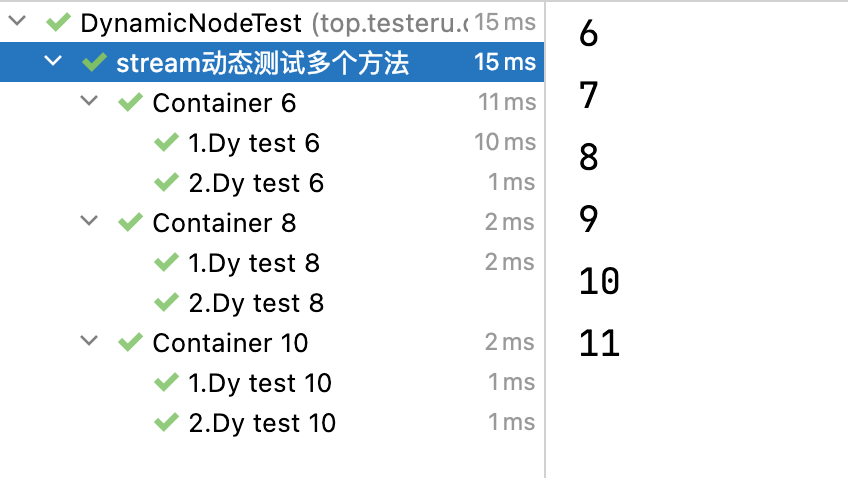 DynamicNodeTest (top.testeru.c 15 ms
stream动态测试多个方法 15 ms
Container 6 11 ms
1.Dy test 6 10 ms
2.Dy test 6 1 ms
Container 8 2 ms
1.Dy test 8 2 ms
2.Dy test 8
Container 10 2 ms
1.Dy test 10 1 ms
2.Dy test 10 1 ms
6
7
8
9
10
11